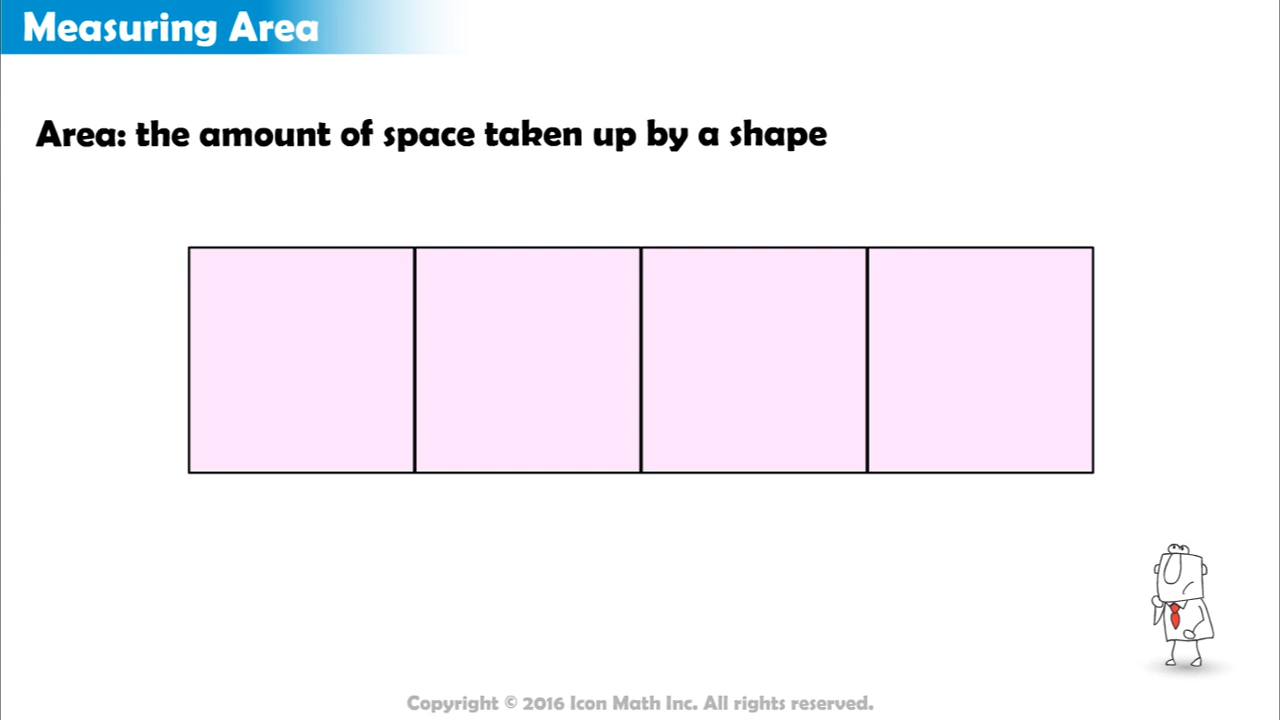 Measuring Area
Area: the amount of space taken up by a shape
Copyright © 2016 Icon Math Inc. All rights reserved.